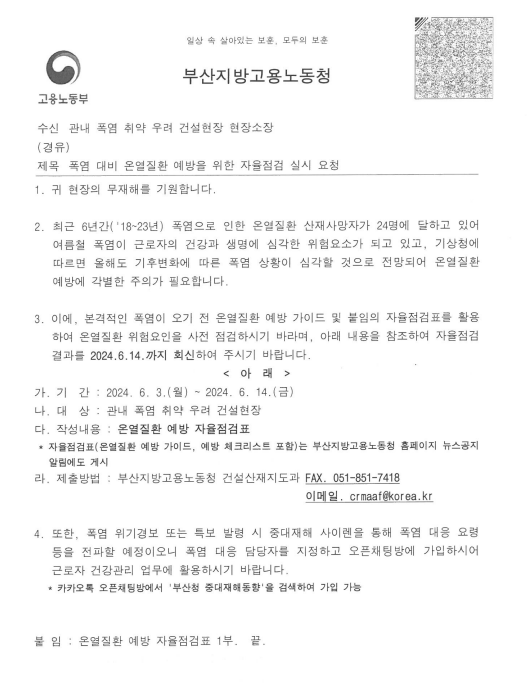 일상 속 살아있는 보훈, 모두의 보훈
부산지방고용노동청
고용노동부
수신 관내 폭염 취약 우려 건설현장 현장소장
(경유)
제목 폭염 대비 온열질환 예방을 위한 자율점검 실시 요청
1. 귀 현장의 무재해를 기원합니다.
2. 최근 6년간('18~23년) 폭염으로 인한 온열질환 산재사망자가 24명에 달하고 있어
여름철 폭염이 근로자의 건강과 생명에 심각한 위험요소가 되고 있고, 기상청에
따르면 올해도 기후변화에 따른 폭염 상황이 심각할 것으로 전망되어 온열질환
예방에 각별한 주의가 필요합니다.
3. 이에, 본격적인 폭염이 오기 전 온열질환 예방 가이드 및 붙임의 자율점검표를 활용
하여 온열질환 위험요인을 사전 점검하시기 바라며, 아래 내용을 참조하여 자율점검
결과를 2024.6.14.까지 회신하여 주시기 바랍니다.
< 아 래 >
가. 기 간 : 2024. 6. 3.(월) ~ 2024. 6. 14.(금)
나. 대 상 : 관내 폭염 취약 우려 건설현장
다. 작성내용 : 온열질환 예방 자율점검표
* 자율점검표(온열질환 예방 가이드, 예방 체크리스트 포함)는 부산지방고용노동청 홈페이지 뉴스공지
알림에도 게시
라. 제출방법 : 부산지방고용노동청 건설산재지도과 FAX. 051-851-7418
이메일. crmaaf@korea.kr
4. 또한, 폭염 위기경보 또는 특보 발령 시 중대재해 사이렌을 통해 폭염 대응 요령
등을 전파할 예정이오니 폭염 대응 담당자를 지정하고 오픈채팅방에 가입하시어
근로자 건강관리 업무에 활용하시기 바랍니다.
* 카카오톡 오픈채팅방에서 '부산청 중대재해동향'을 검색하여 가입 가능
붙 임 : 온열질환 예방 자율점검표 1부. 끝.